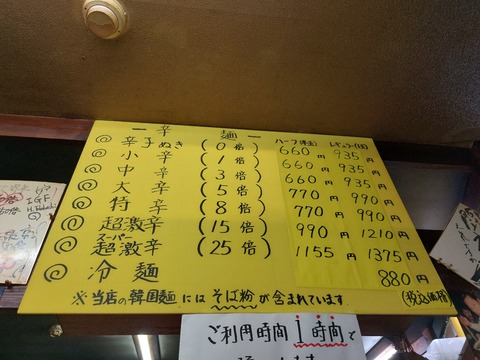 ー 辛 麺 ー
ハーフ(半玉) レギュラー(1玉)
◎ 辛子ぬき (0倍) 660円 935円
◎ 小辛 (1倍) 660円 935円
◎ 中辛 (3倍) 660円 935円
◎ 大辛 (5倍) 770円 990円
◎ 特辛 (8倍) 770円 990円
◎ 超激辛 (15倍) 990円 1210円
◎ スーパー超激辛 (25倍) 1155円 1375円
◎ 冷麺 880円
※当店の韓国麺にはそば粉が含まれています. (税込価格)
ご利用時間1時間で
IGF